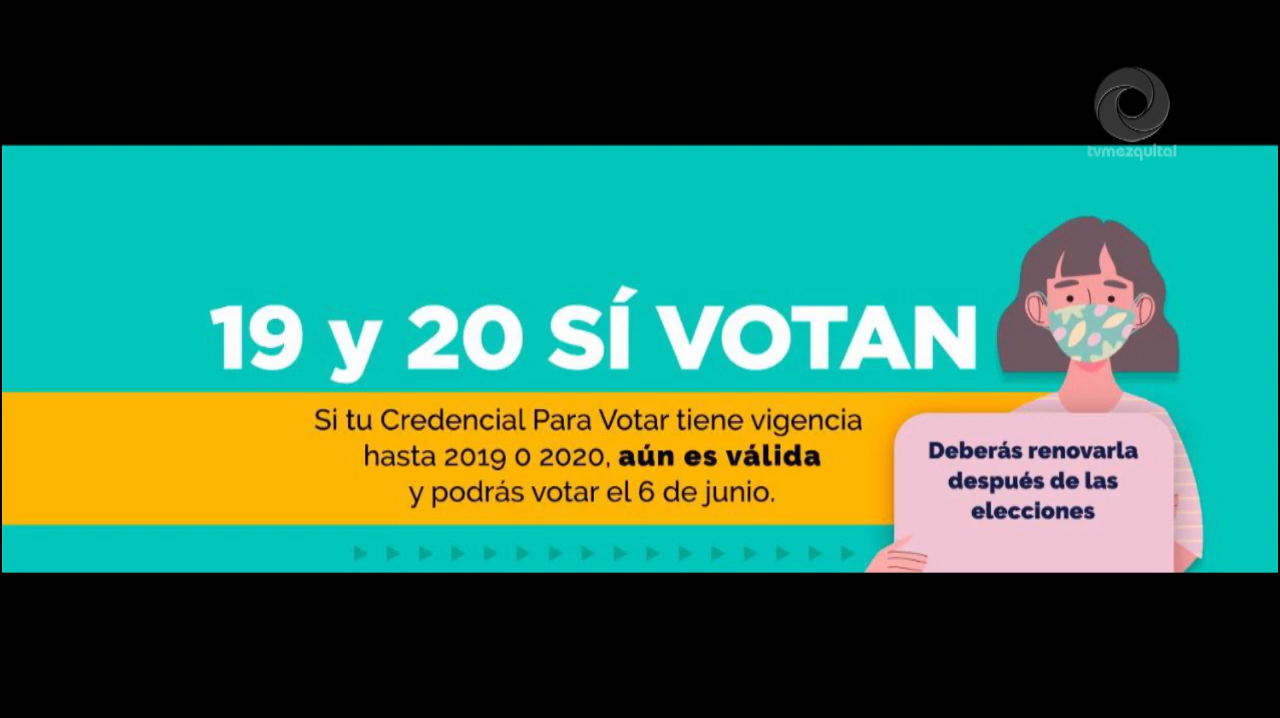 tvmezquital
19 y 20 SÍ VOTAN
Si tu Credencial Para Votar tiene vigencia
hasta 2019 0 2020, aún es válida
y podrás votar el 6 de junio.
Deberás renovarla
después de las
elecciones